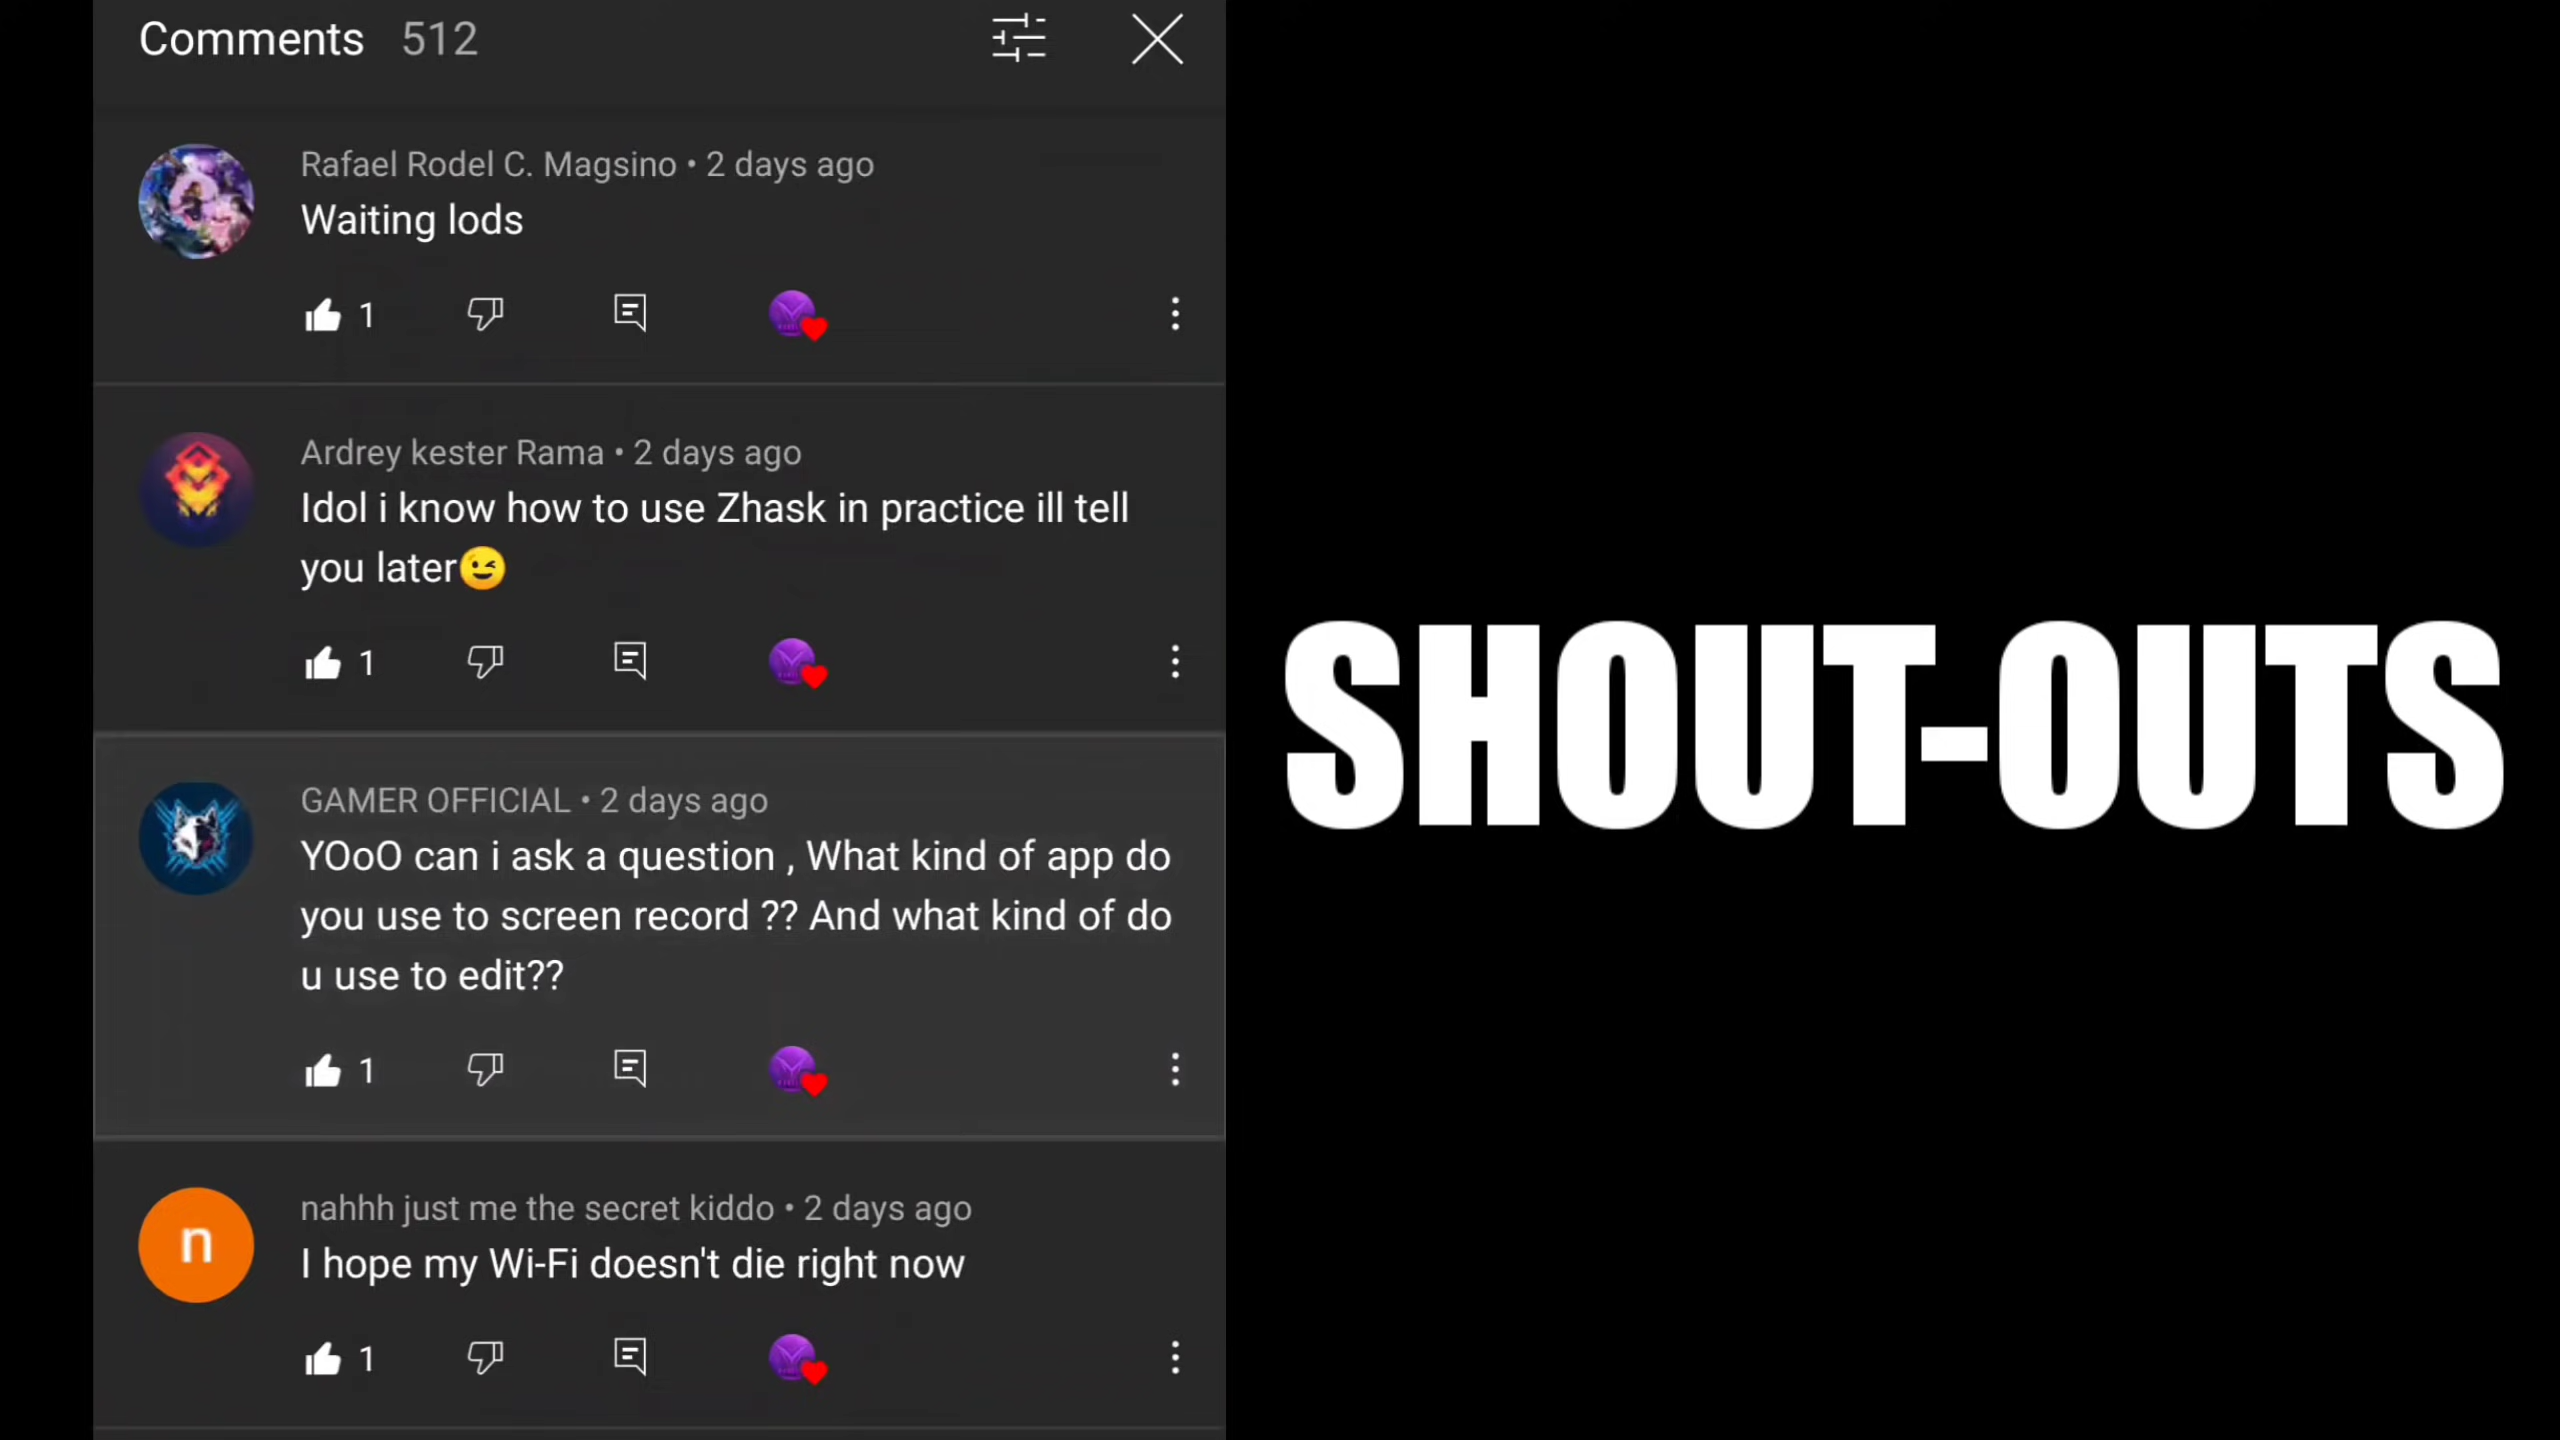 Comments 512
Rafael Rodel C. Magsino • 2 days ago
Waiting lods
1
Ardrey kester Rama • 2 days ago
Idol i know how to use Zhask in practice ill tell
you later😉
1
GAMER OFFICIAL • 2 days ago
YOoO can i ask a question , What kind of app do
you use to screen record ?? And what kind of do
u use to edit??
1
n
nahhh just me the secret kiddo • 2 days ago
I hope my Wi-Fi doesn't die right now
1
SHOUT-OUTS